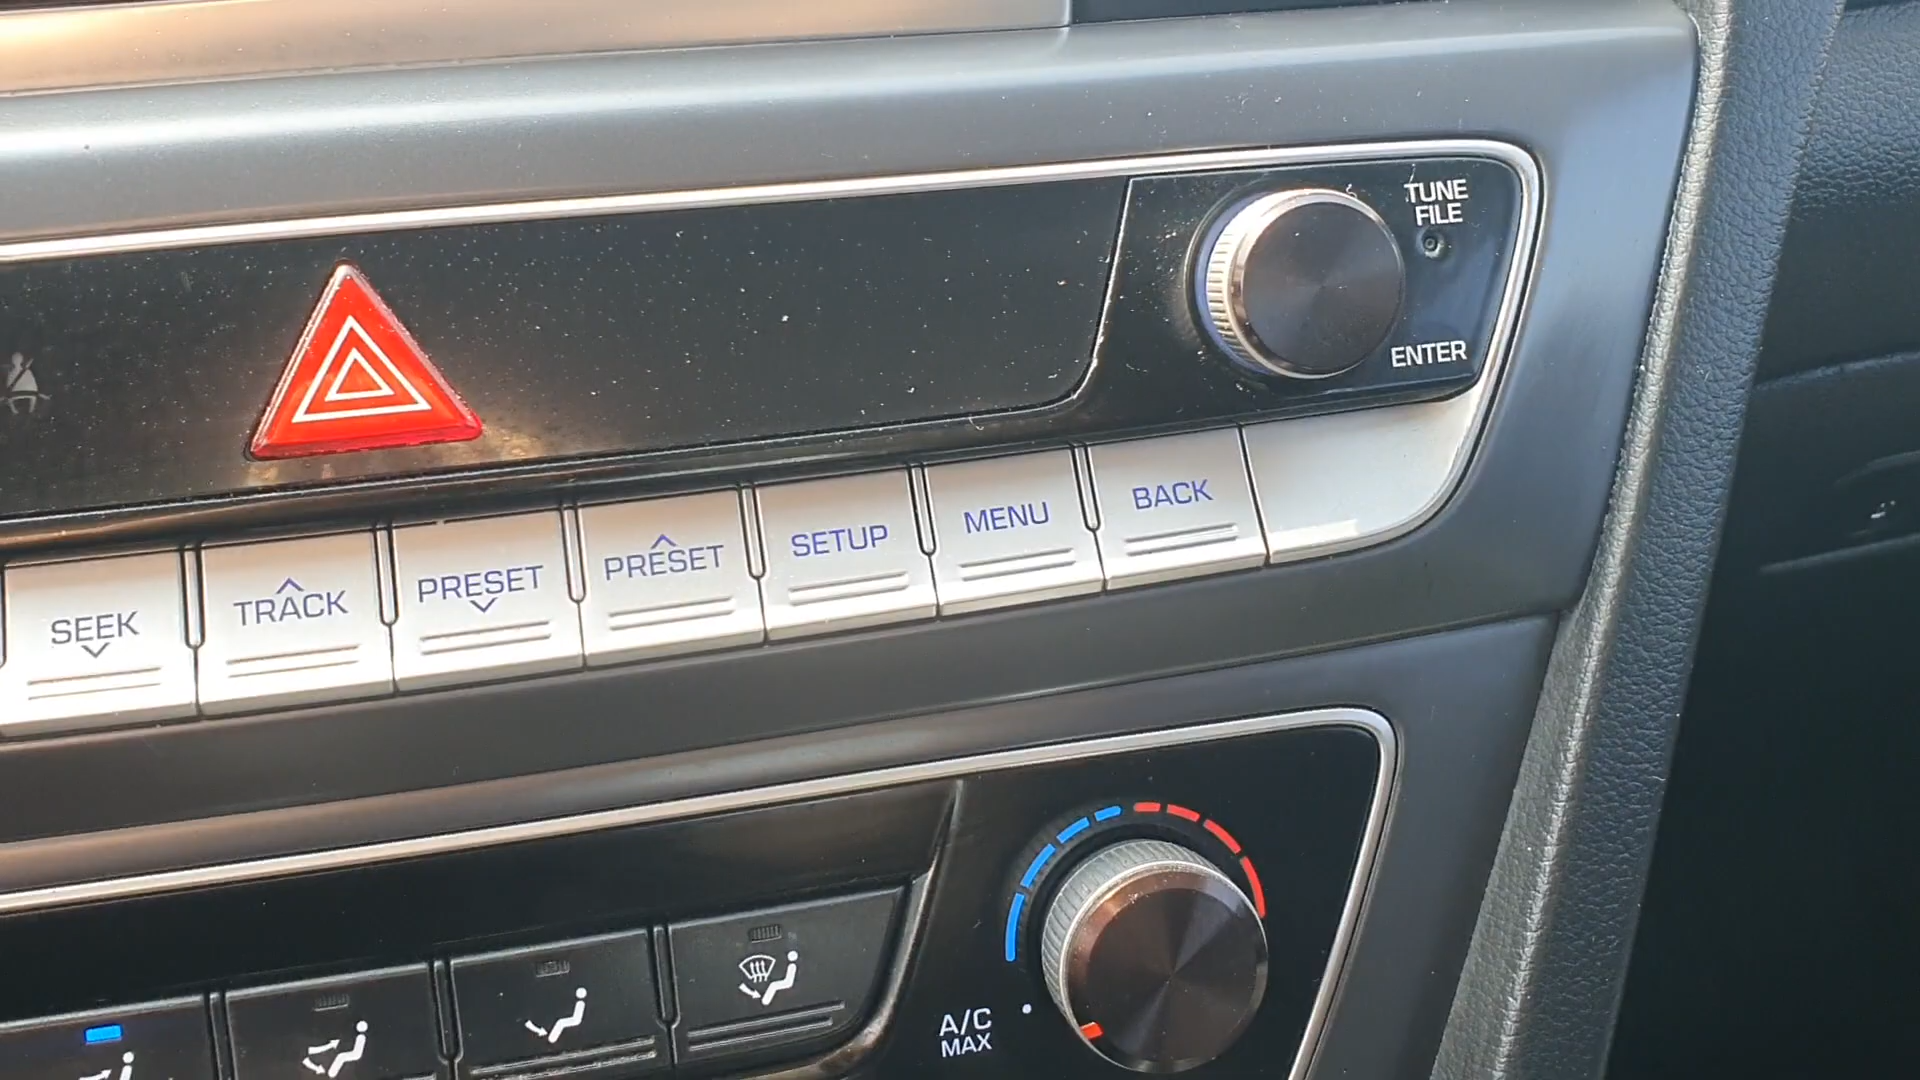 TUNE
FILE
ENTER
SEEK
TRACK
PRESET
PRESET
SETUP
MENU
BACK
A/C
MAX